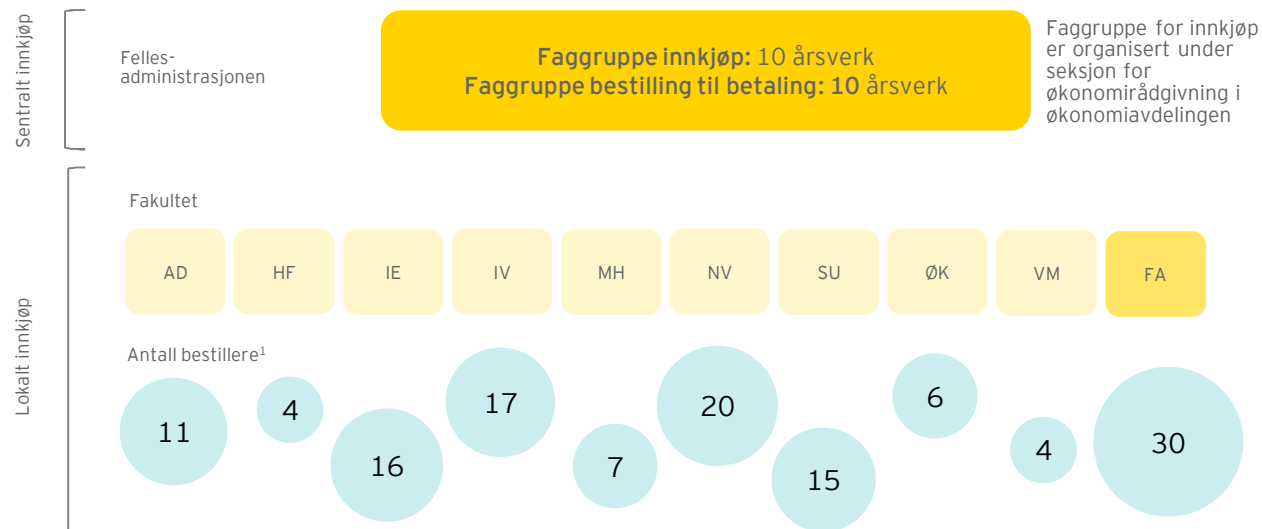 Sentralt innkjøp
Felles-
administrasjonen
Faggruppe innkjøp: 10 årsverk
Faggruppe bestilling til betaling: 10 årsverk
Faggruppe for innkjøp
er organisert under
seksjon for
økonomirådgivning i
økonomiavdelingen
Lokalt innkjøp
Fakultet
AD HF IE IV MH NV SU ØK VM FA
Antall bestillere¹
11 4 16 17 7 20 15 6 4 30